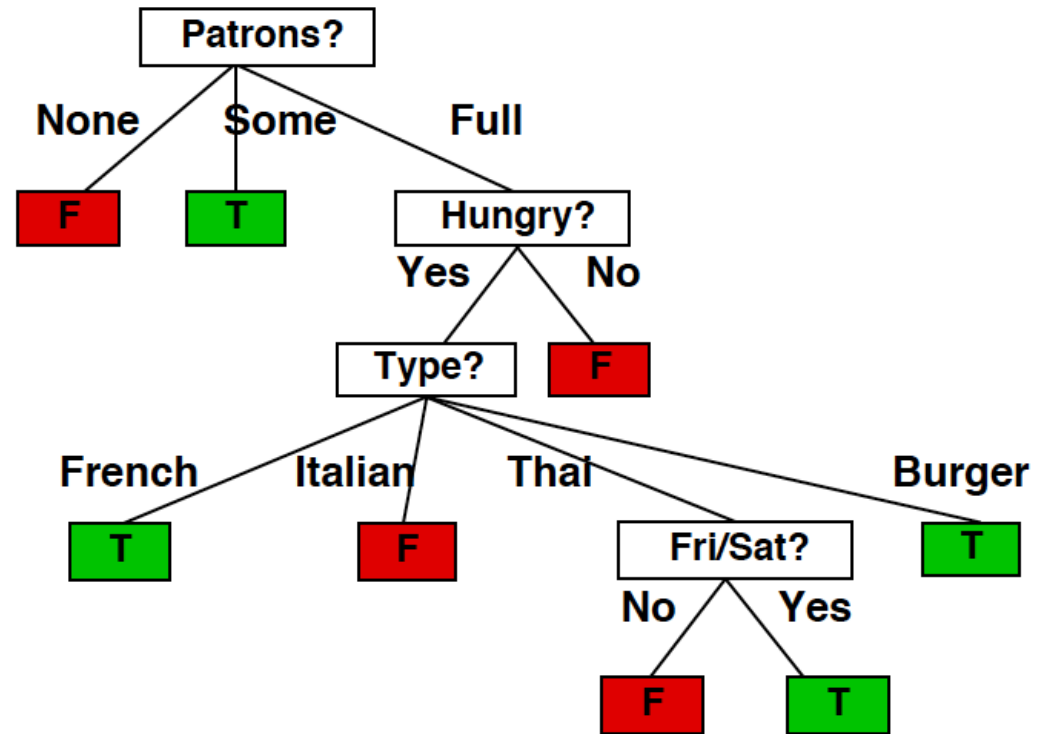 Patrons?
None Some Full
F T Hungry?
Yes No
Type? F
French Italian Thai Burger
T F Fri/Sat? T
No Yes
F T